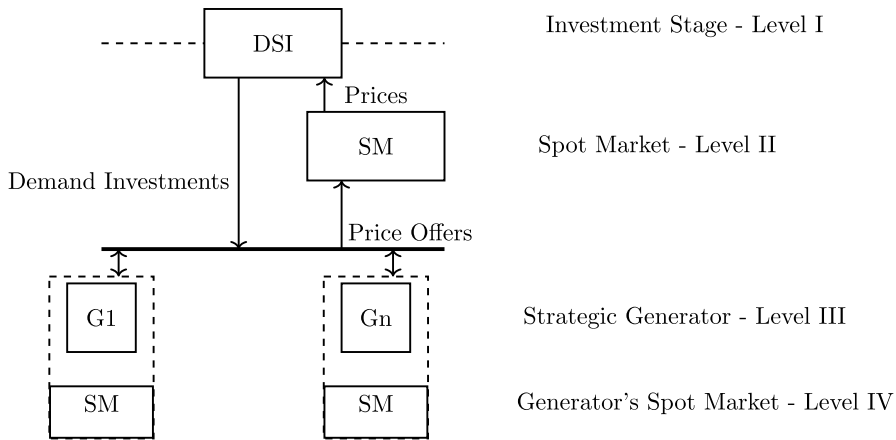 DSI
Investment Stage - Level I
Prices
SM
Spot Market - Level II
Demand Investments
Price Offers
G1
Gn
Strategic Generator - Level III
SM
SM
Generator's Spot Market - Level IV